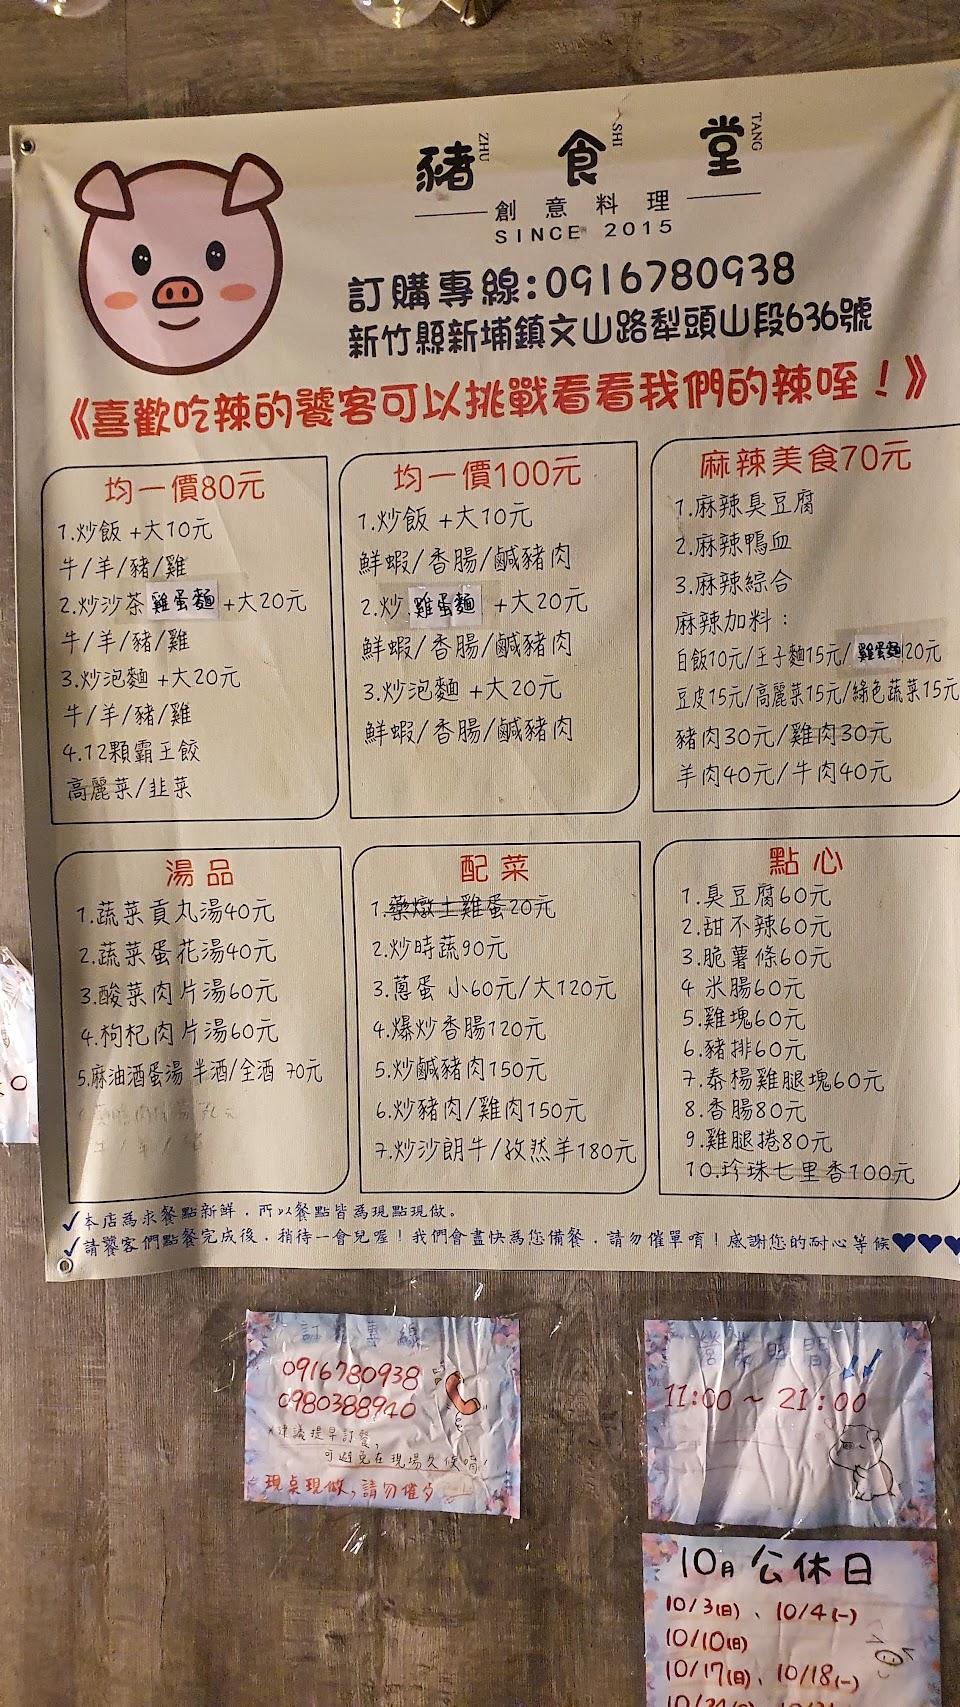 豬 ZHU 食 SHI 堂 TANG
創意料理
SINCE 2015
訂購專線:0916780938
新竹縣新埔鎮文山路犁頭山段636號
《喜歡吃辣的饕客可以挑戰看看我們的辣咥!》
均一價80元
1.炒飯 +大10元
牛/羊/豬/雞
2.炒沙茶 雞蛋麵 +大20元
牛/羊/豬/雞
3.炒泡麵 +大20元
牛/羊/豬/雞
4.12顆霸王餃
高麗菜/韭菜
均一價100元
1.炒飯 +大10元
鮮蝦/香腸/鹹豬肉
2.炒 雞蛋麵 +大20元
鮮蝦/香腸/鹹豬肉
3.炒泡麵 +大20元
鮮蝦/香腸/鹹豬肉
麻辣美食70元
1.麻辣臭豆腐
2.麻辣鴨血
3.麻辣綜合
麻辣加料:
白飯10元/王子麵15元/雞蛋麵20元
豆皮15元/高麗菜15元/綠色蔬菜15元
豬肉30元/雞肉30元
羊肉40元/牛肉40元
湯品
1.蔬菜貢丸湯40元
2.蔬菜蛋花湯40元
3.酸菜肉片湯60元
4.枸杞肉片湯60元
5.麻油酒蛋湯 半酒/全酒 70元
配菜
1.藥燉土雞蛋20元
2.炒時蔬90元
3.蔥蛋 小60元/大120元
4.爆炒香腸120元
5.炒鹹豬肉150元
6.炒豬肉/雞肉150元
7.炒沙朗牛/孜然羊180元
點心
1.臭豆腐60元
2.甜不辣60元
3.脆薯條60元
4 米腸60元
5.雞塊60元
6.豬排60元
7.泰楊雞腿塊60元
8.香腸80元
9.雞腿捲80元
10.珍珠七里香100元
✓本店為求餐點新鮮.所以餐點皆為現點現做。
✓請饕客們點餐完成後.稍待一會兒喔!我們會盡快為您備餐.請勿催單唷!感謝您的耐心等候♥♥♥
訂 專線
0916780938
0980388940
*建議提早訂餐,
可避免在現場久候唷!
現桌現做,請勿催
營業時間
11:00~21:00
10月公休日
10/3(日)、10/4(一)
10/10(日)
10/17(日)、10/18(一)